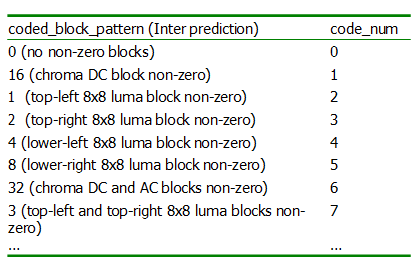 coded_block_pattern (Inter prediction) code_num
0 (no non-zero blocks) 0
16 (chroma DC block non-zero) 1
1 (top-left 8x8 luma block non-zero) 2
2 (top-right 8x8 luma block non-zero) 3
4 (lower-left 8x8 luma block non-zero) 4
8 (lower-right 8x8 luma block non-zero) 5
32 (chroma DC and AC blocks non-zero) 6
3 (top-left and top-right 8x8 luma blocks non- 7
zero)
... ...